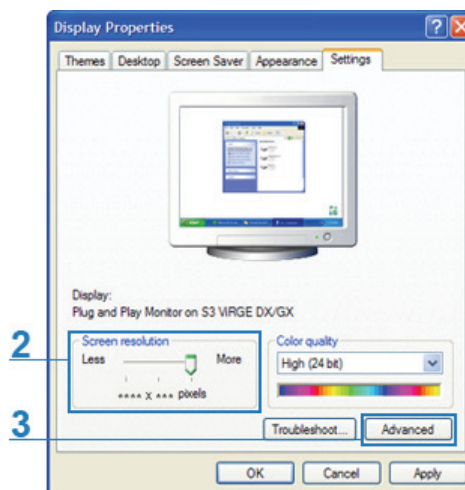 Display Properties
Themes Desktop Screen Saver Appearance Settings
Display:
Plug and Play Monitor on S3 VIRGE DX/GX
2
Screen resolution
Less More
**** X *** pixels
Color quality
High (24 bit)
3
Troubleshoot... Advanced
OK Cancel Apply